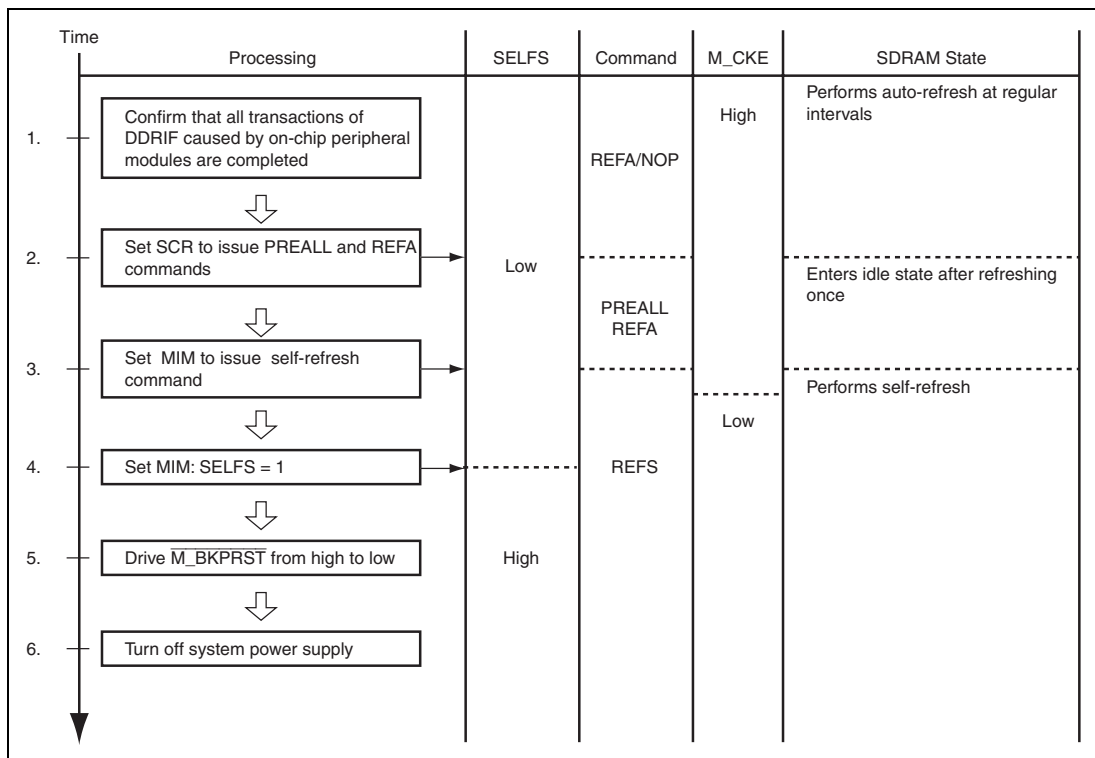 Time
Processing SELFS Command M_CKE SDRAM State
1. Confirm that all transactions of
DDRIF caused by on-chip peripheral
modules are completed
REFA/NOP
High
Performs auto-refresh at regular
intervals
2. Set SCR to issue PREALL and REFA
commands
Low
PREALL
REFA
Enters idle state after refreshing
once
3. Set MIM to issue self-refresh
command
Performs self-refresh
Low
4. Set MIM: SELFS = 1
REFS
5. Drive M_BKPRST from high to low
High
6. Turn off system power supply